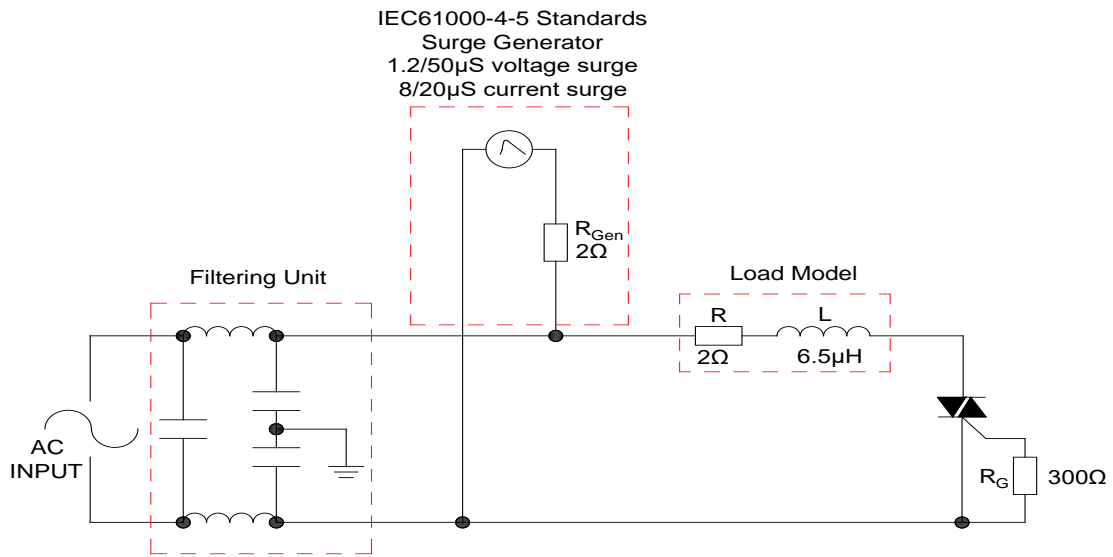 IEC61000-4-5 Standards
Surge Generator
1.2/50µS voltage surge
8/20µS current surge
RGen
2Ω
Filtering Unit
Load Model
R
L
2Ω
6.5µH
AC
INPUT
RG
300Ω